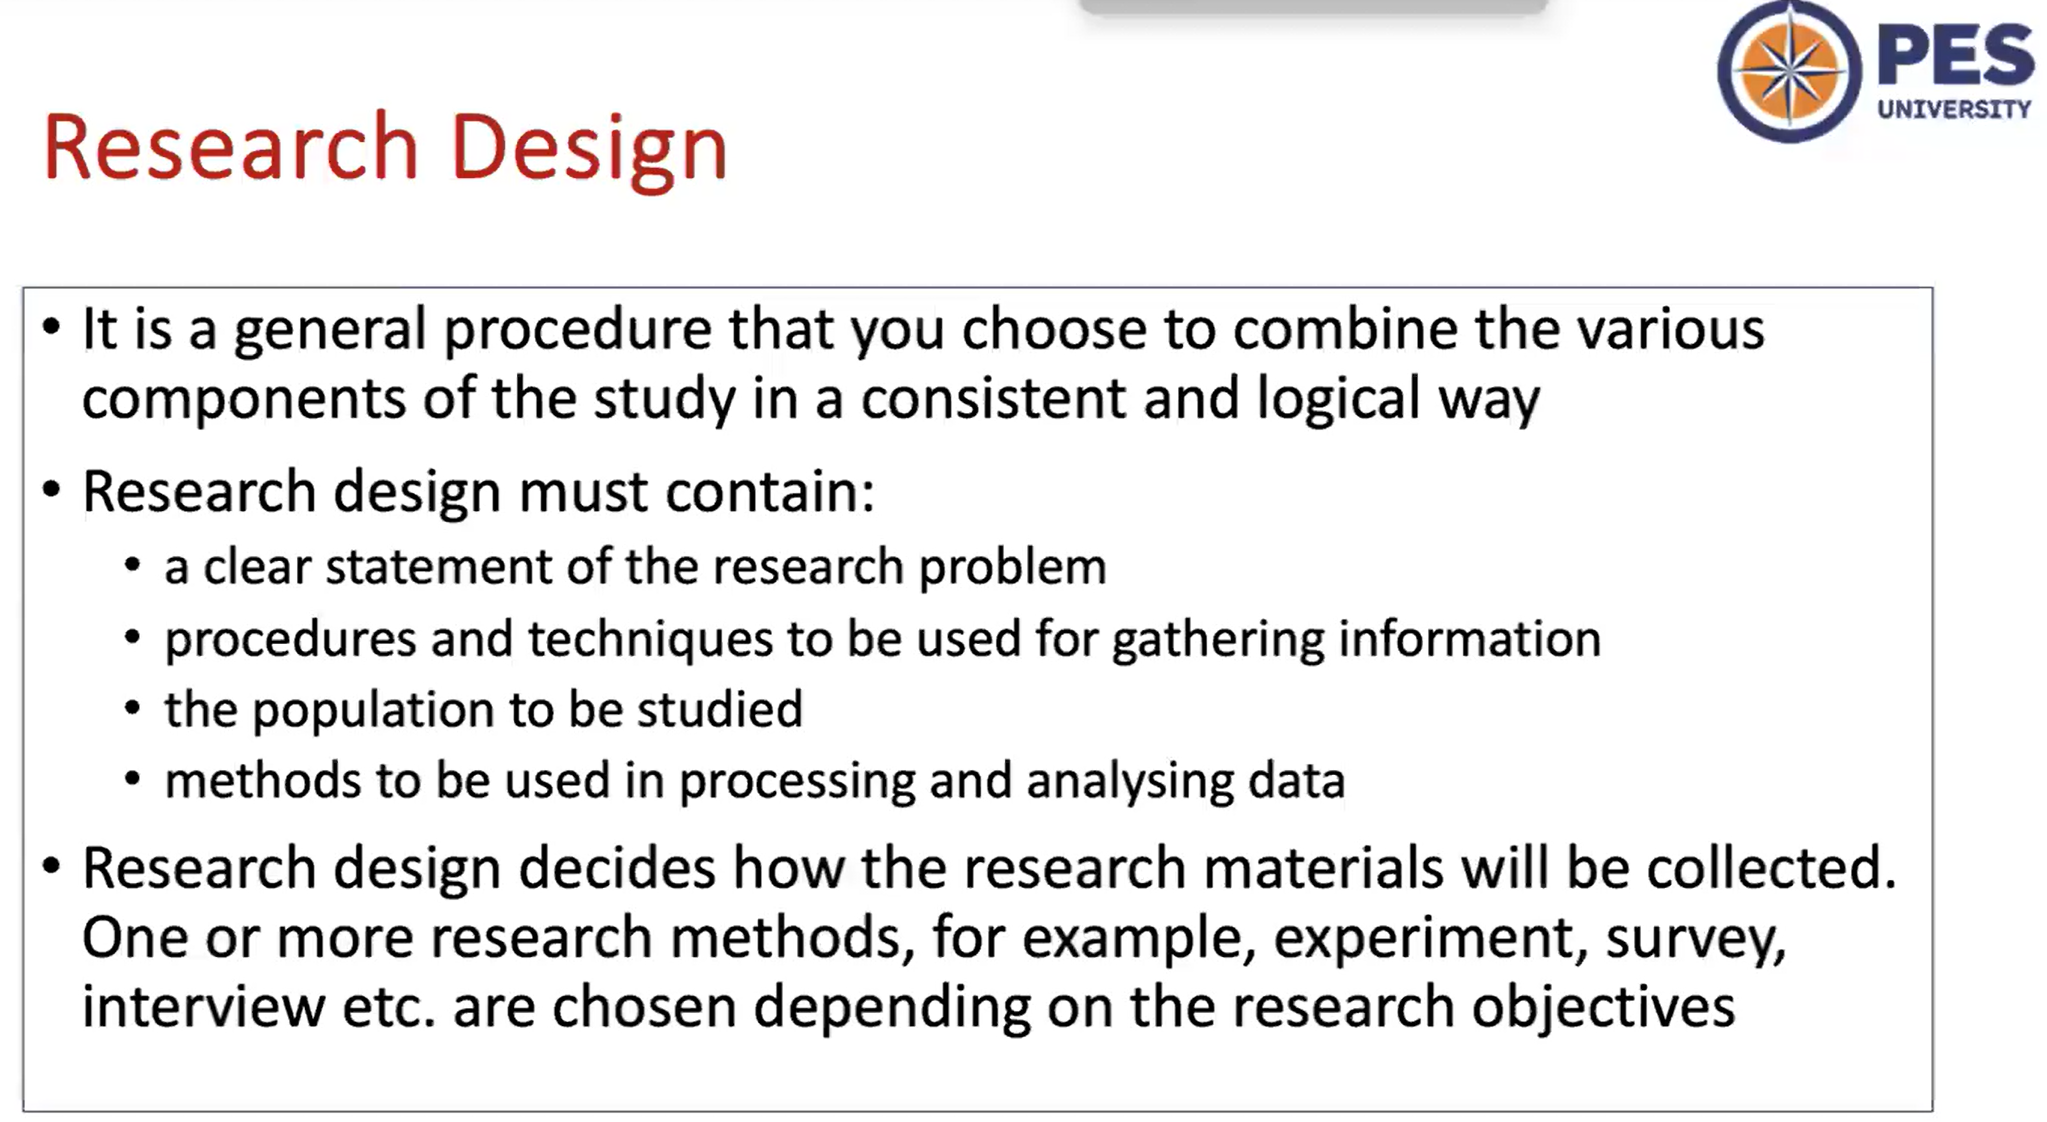 PES
UNIVERSITY
Research Design
• It is a general procedure that you choose to combine the various
components of the study in a consistent and logical way
• Research design must contain:
• a clear statement of the research problem
• procedures and techniques to be used for gathering information
• the population to be studied
• methods to be used in processing and analysing data
• Research design decides how the research materials will be collected.
One or more research methods, for example, experiment, survey,
interview etc. are chosen depending on the research objectives